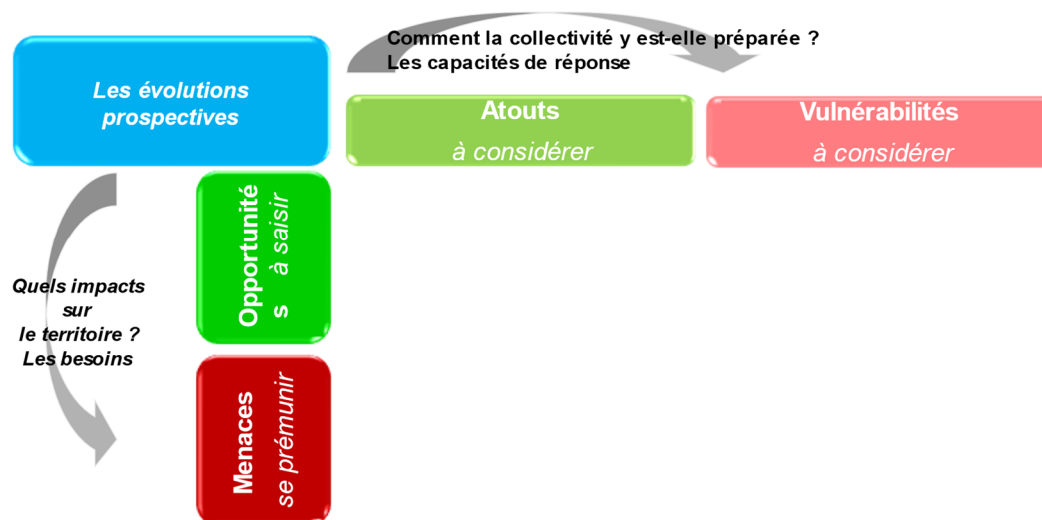 Comment la collectivité y est-elle préparée ?
Les capacités de réponse
Les évolutions
prospectives
Atouts
à considérer
Vulnérabilités
à considérer
Opportunité
s à saisir
Quels impacts
sur
le territoire ?
Les besoins
Menaces
se prémunir